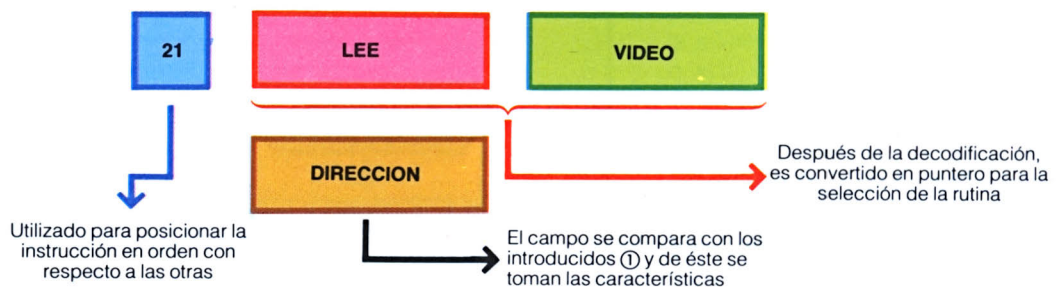 21
LEE
VIDEO
DIRECCION
Después de la decodificación,
es convertido en puntero para la
selección de la rutina
Utilizado para posicionar la
instrucción en orden con
respecto a las otras
El campo se compara con los
introducidos ① y de éste se
toman las características